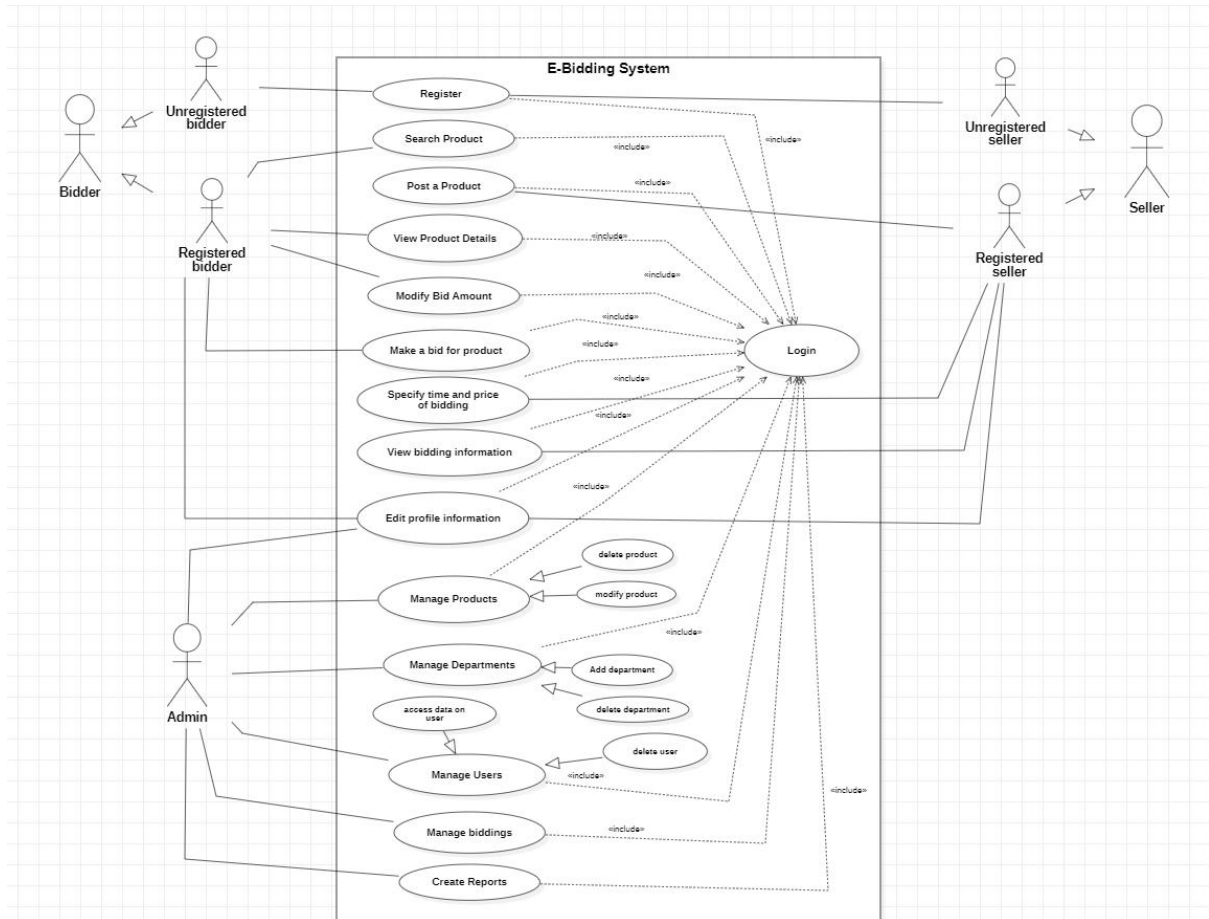 E-Bidding System
Unregistered
bidder
Bidder
Registered
bidder
Register
Search Product
Post a Product
View Product Details
Modify Bid Amount
Make a bid for product
Specify time and price
of bidding
View bidding information
Edit profile information
Manage Products
delete product
modify product
Manage Departments
Add department
delete department
access data on
user
Manage Users
delete user
Manage biddings
Create Reports
Login
Unregistered
seller
Seller
Registered
seller
Admin
«include»
«include»
«include»
«include»
«include»
«include»
«include»
«include»
«include»
«include»
«include»
«include»
«include»
«include»